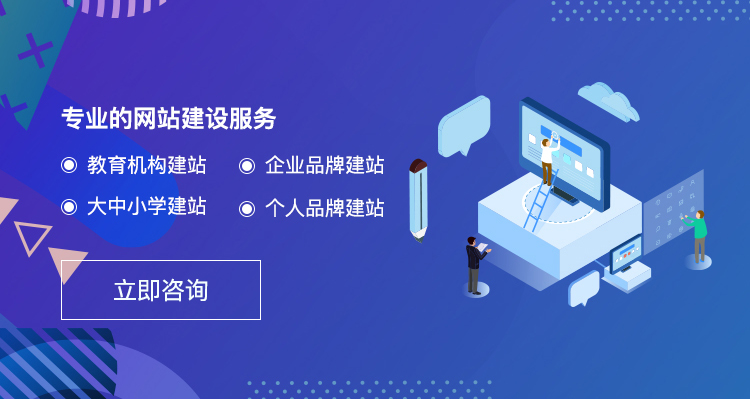 专业的网站建设服务
教育机构建站
企业品牌建站
大中小学建站
个人品牌建站
立即咨询